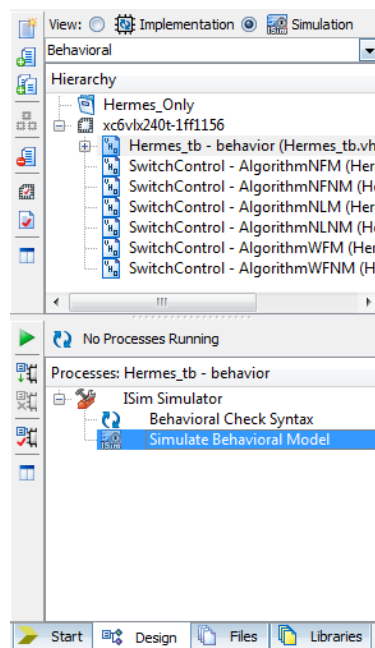 View: Implementation Simulation
Behavioral
Hierarchy
Hermes_Only
xc6vlx240t-1ff1156
Hermes_tb - behavior (Hermes_tb.vh
SwitchControl - AlgorithmNFM (Her
SwitchControl - AlgorithmNFNM (He
SwitchControl - AlgorithmNLM (Her
SwitchControl - AlgorithmNLNM (He
SwitchControl - AlgorithmWFM (Her
SwitchControl - AlgorithmWFNM (H
No Processes Running
Processes: Hermes_tb - behavior
ISim Simulator
Behavioral Check Syntax
Simulate Behavioral Model
Start Design Files Libraries